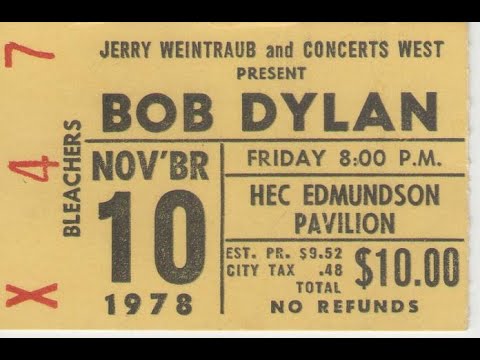 JERRY WEINTRAUB and CONCERTS WEST
PRESENT
BOB DYLAN
NOV'BR
10
1978
FRIDAY 8:00 P.M.
HEC EDMUNDSON
PAVILION
EST. PR. $9.52
CITY TAX .48
TOTAL
$10.00
NO REFUNDS
BLEACHERS
X 4 7